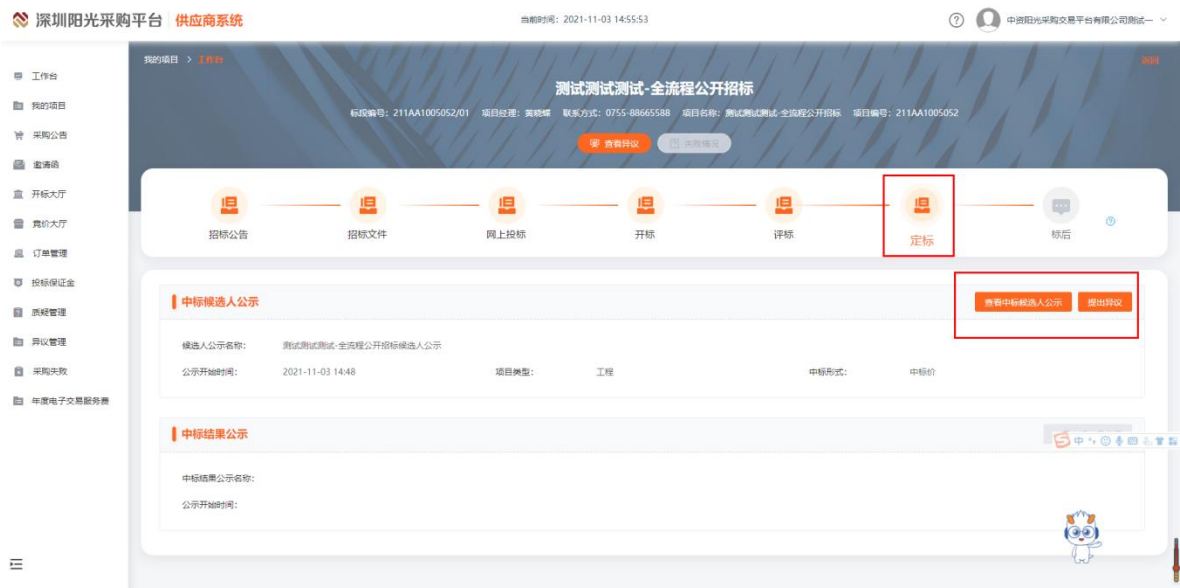 深圳阳光采购平台 供应商系统
当前时间：2021-11-03 14:55:53
中资阳光采购交易平台有限公司测试一
工作台
我的项目
采购公告
邀请函
开标大厅
竞价大厅
订单管理
投标保证金
质疑管理
异议管理
采购失败
年度电子交易服务费
我的项目 > 工作台
返回
测试测试测试-全流程公开招标
标段编号：211AA1005052/01 项目经理：黄晓蝶 联系方式：0755-88665588 项目名称：测试测试测试-全流程公开招标 项目编号：211AA1005052
查看异议 失败情况
招标公告 招标文件 网上投标 开标 评标 定标 标后
中标候选人公示
查看中标候选人公示 提出异议
候选人公示名称： 测试测试测试-全流程公开招标候选人公示
公示开始时间： 2021-11-03 14:48 项目类型： 工程 中标形式： 中标价
中标结果公示
中
中标结果公示名称：
公示开始时间：